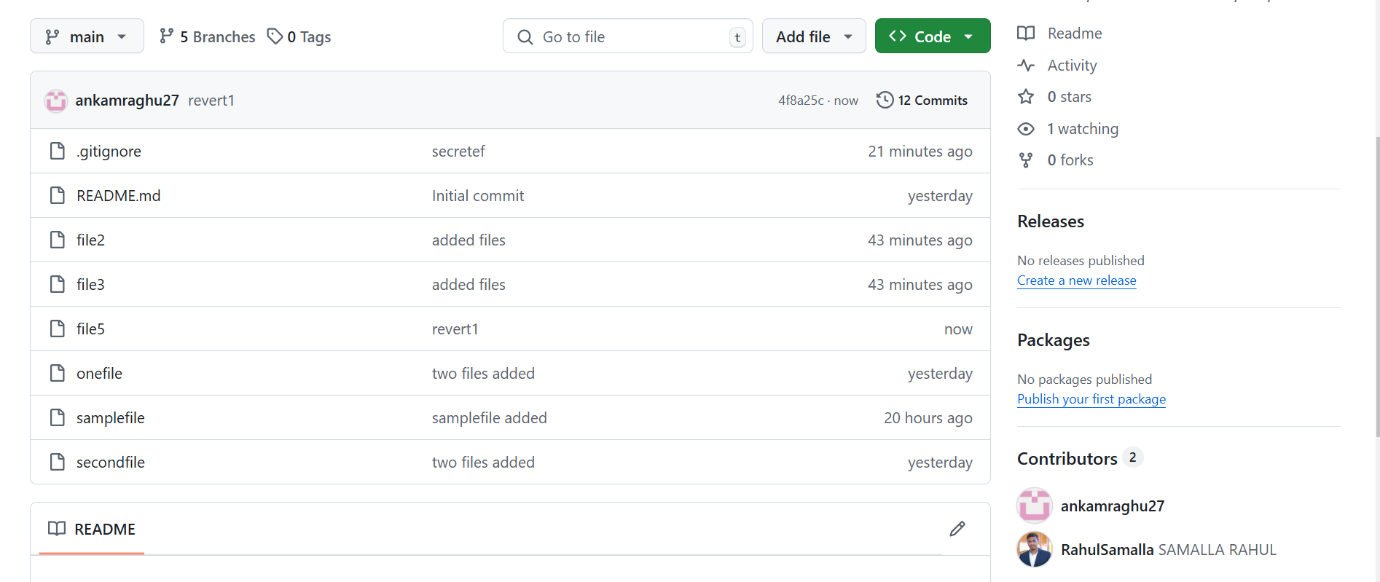 main 5 Branches 0 Tags Go to file t Add file Code
ankamraghu27 revert1 4f8a25c · now 12 Commits
.gitignore secretef 21 minutes ago
README.md Initial commit yesterday
file2 added files 43 minutes ago
file3 added files 43 minutes ago
file5 revert1 now
onefile two files added yesterday
samplefile samplefile added 20 hours ago
secondfile two files added yesterday
README
Readme
Activity
0 stars
1 watching
0 forks
Releases
No releases published
Create a new release
Packages
No packages published
Publish your first package
Contributors 2
ankamraghu27
RahulSamalla SAMALLA RAHUL